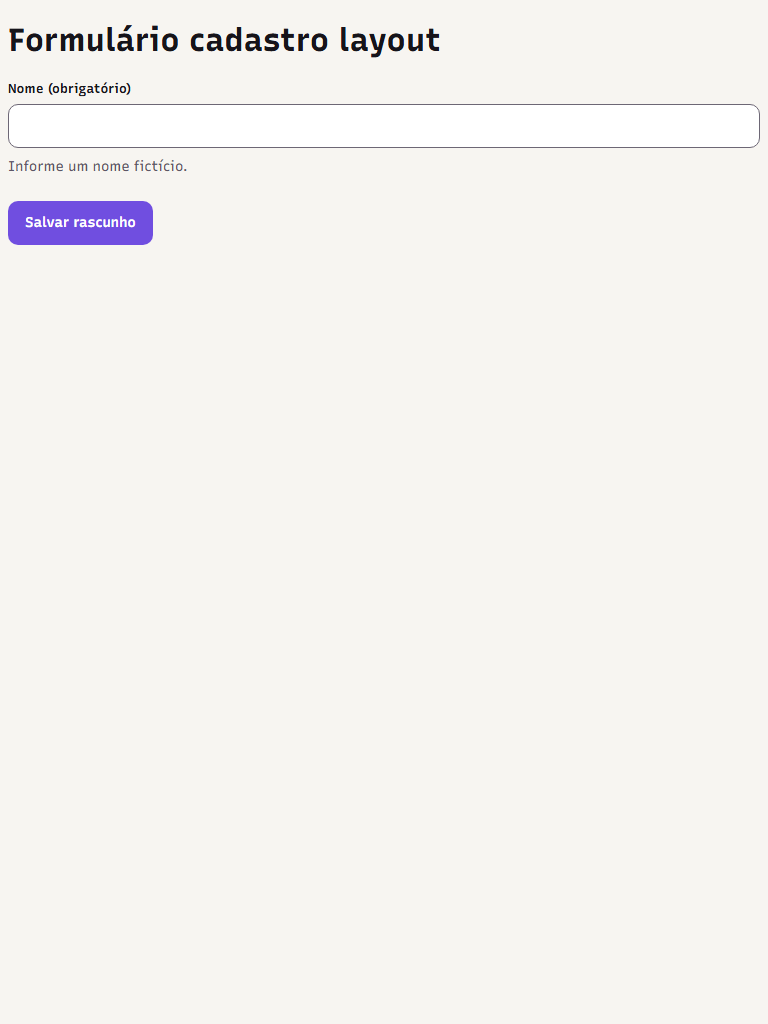 Formulário cadastro layout
Nome (obrigatório)
Informe um nome fictício.
Salvar rascunho